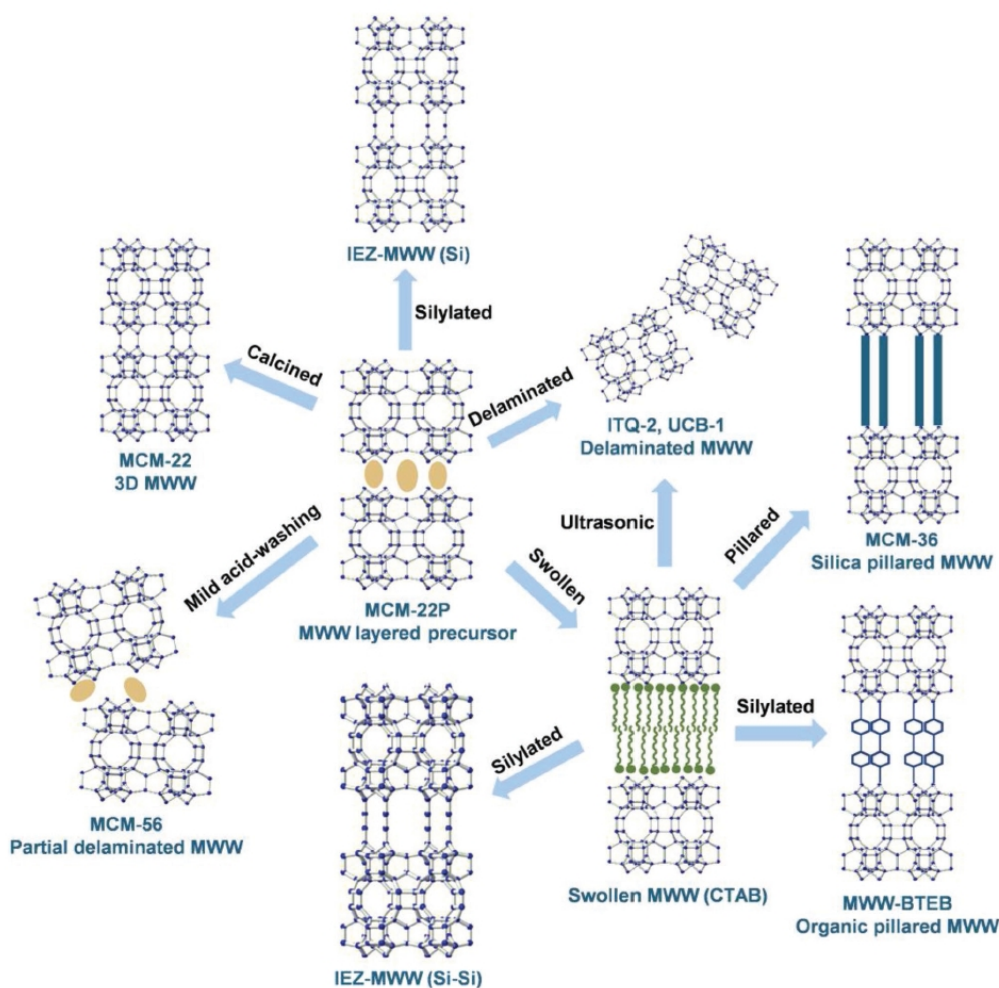 IEZ-MWW (Si)
Silylated
Calcined
Delaminated
ITQ-2, UCB-1
Delaminated MWW
MCM-22
3D MWW
Ultrasonic
Pillared
MCM-36
Silica pillared MWW
Mild acid-washing
Swollen
MCM-22P
MWW layered precursor
Silylated
Silylated
MCM-56
Partial delaminated MWW
Swollen MWW (CTAB)
MWW-BTEB
Organic pillared MWW
IEZ-MWW (Si-Si)